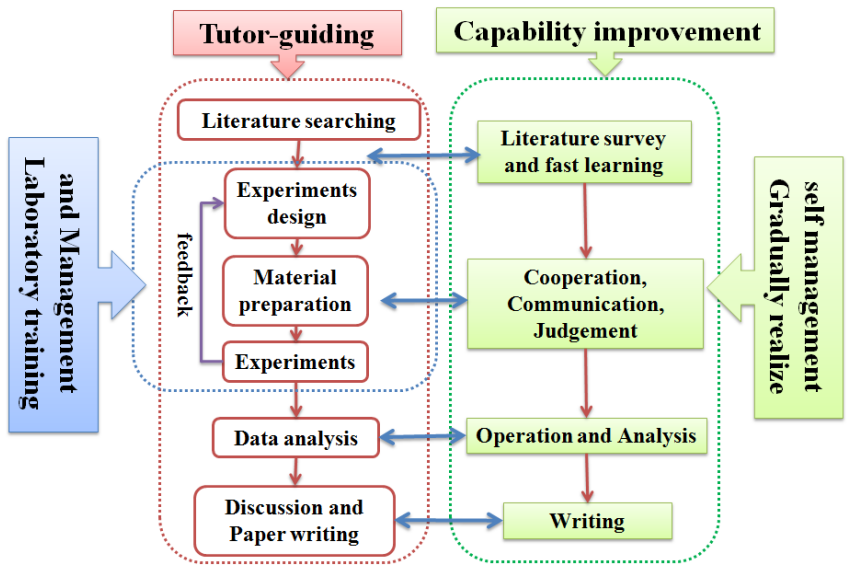 Tutor-guiding
Capability improvement
Literature searching
Literature survey
and fast learning
Experiments
design
feedback
Material
preparation
Cooperation,
Communication,
Judgement
Experiments
Data analysis
Operation and Analysis
Discussion and
Paper writing
Writing
Laboratory training
and Management
Gradually realize
self management